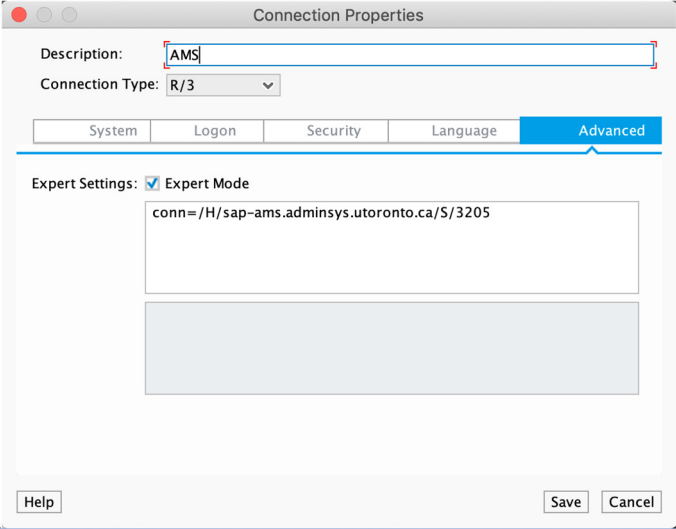 Connection Properties
Description: AMS
Connection Type: R/3
System Logon Security Language Advanced
Expert Settings: Expert Mode
conn=/H/sap-ams.adminsys.utoronto.ca/S/3205
Help Save Cancel